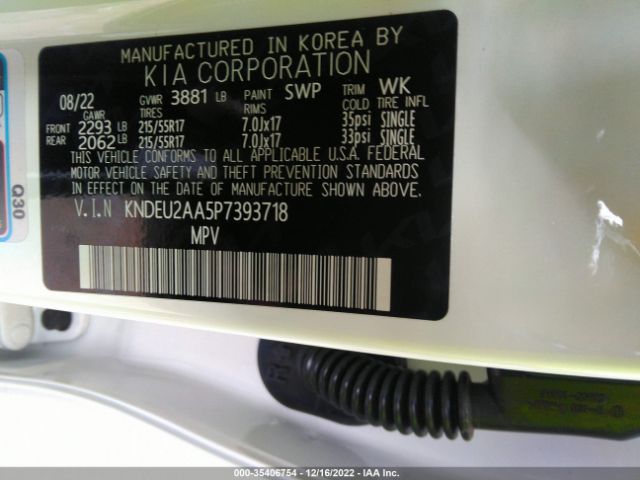 MANUFACTURED IN KOREA BY
KIA CORPORATION
08/22 GVWR 3881 LB PAINT SWP TRIM WK
GAWR TIRES RIMS COLD TIRE INFL
FRONT 2293 LB 215/55R17 7.0Jx17 35psi SINGLE
REAR 2062 LB 215/55R17 7.0Jx17 33psi SINGLE
THIS VEHICLE CONFORMS TO ALL APPLICABLE U.S.A. FEDERAL
MOTOR VEHICLE SAFETY AND THEFT PREVENTION STANDARDS
IN EFFECT ON THE DATE OF MANUFACTURE SHOWN ABOVE.
V.I.N KNDEU2AA5P7393718
MPV
Q30
000-35406754 - 12/16/2022 - IAA Inc.